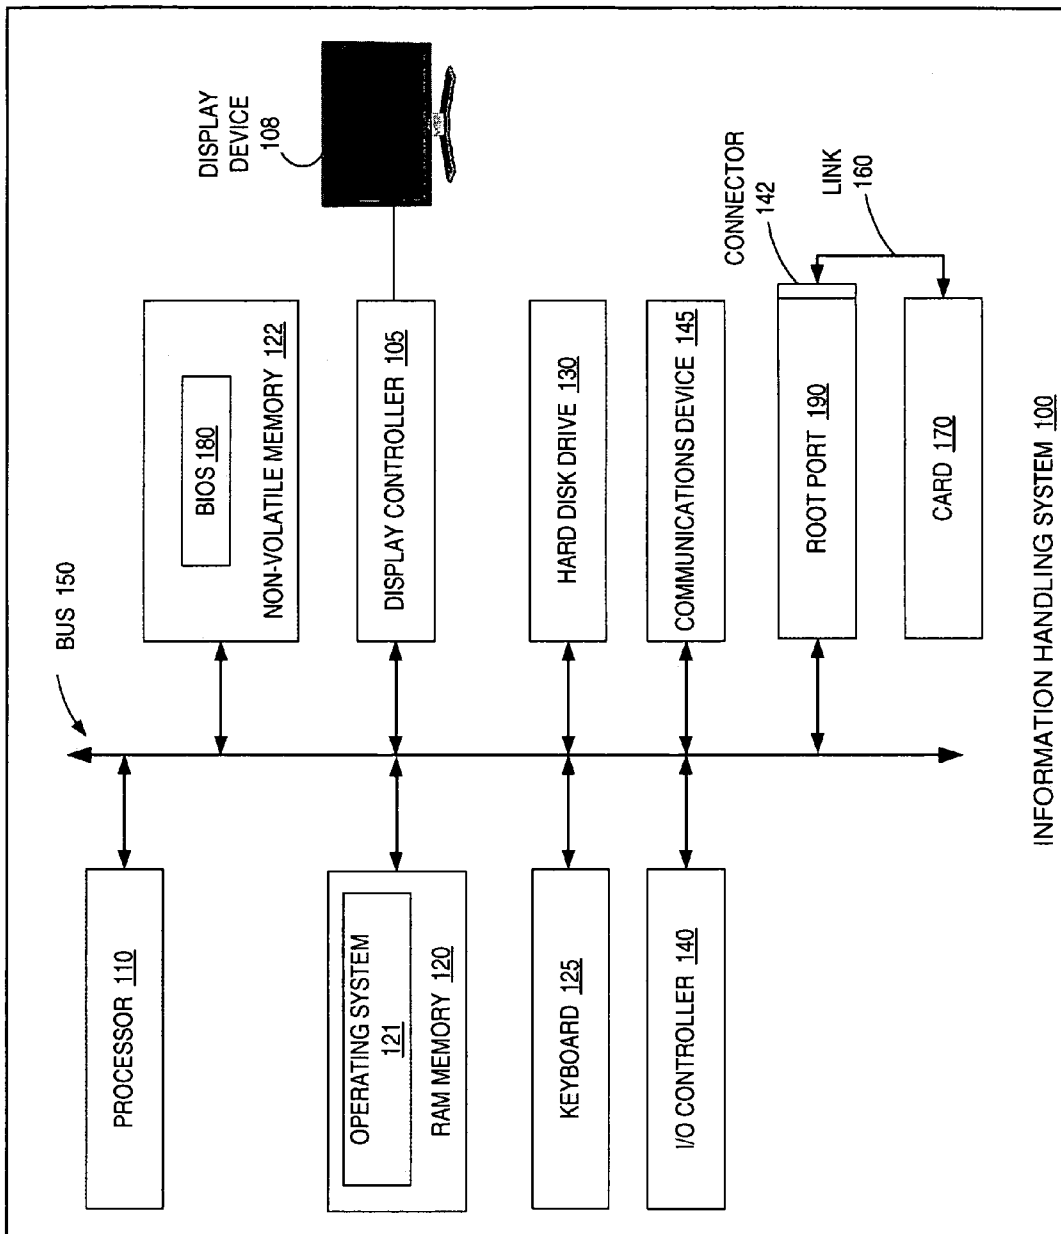 PROCESSOR 110
OPERATING SYSTEM
121
RAM MEMORY 120
KEYBOARD 125
I/O CONTROLLER 140
BUS 150
BIOS 180
NON-VOLATILE MEMORY 122
DISPLAY CONTROLLER 105
HARD DISK DRIVE 130
COMMUNICATIONS DEVICE 145
ROOT PORT 190
CARD 170
DISPLAY
DEVICE
108
CONNECTOR
142
LINK
160
INFORMATION HANDLING SYSTEM 100